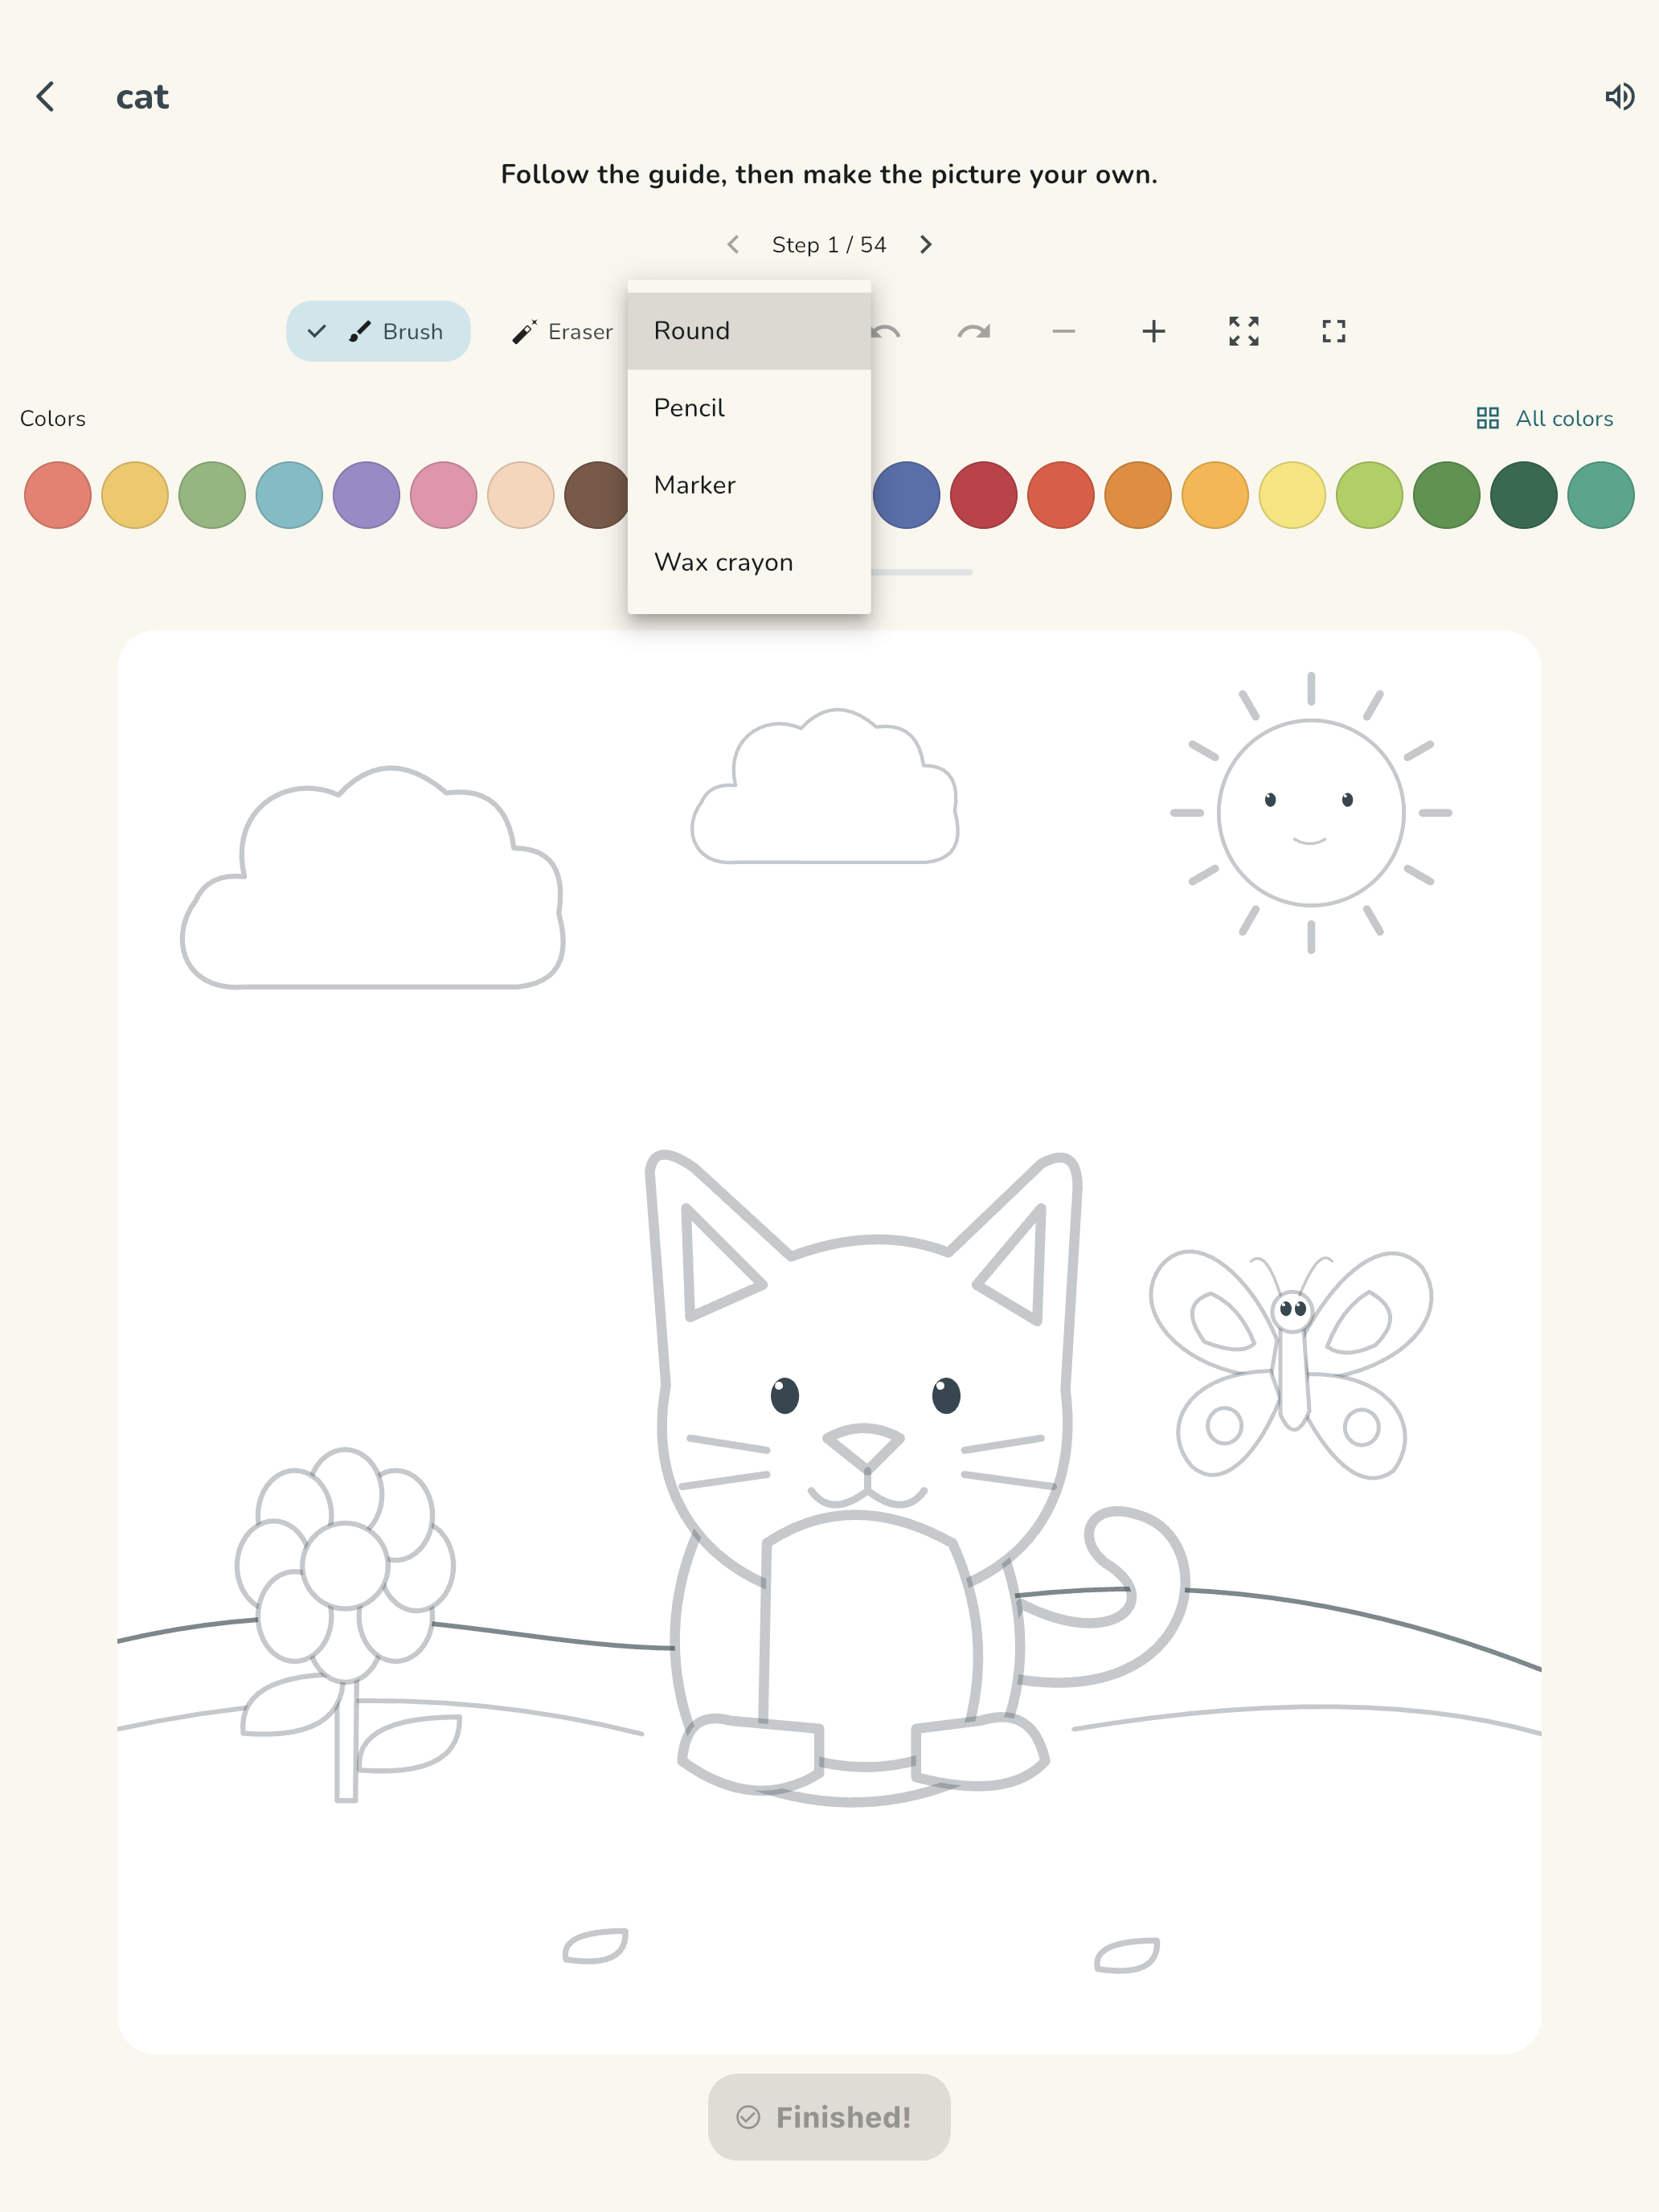 cat
Follow the guide, then make the picture your own.
Step 1 / 54
Brush
Eraser
Round
Pencil
Marker
Wax crayon
Colors
All colors
Finished!